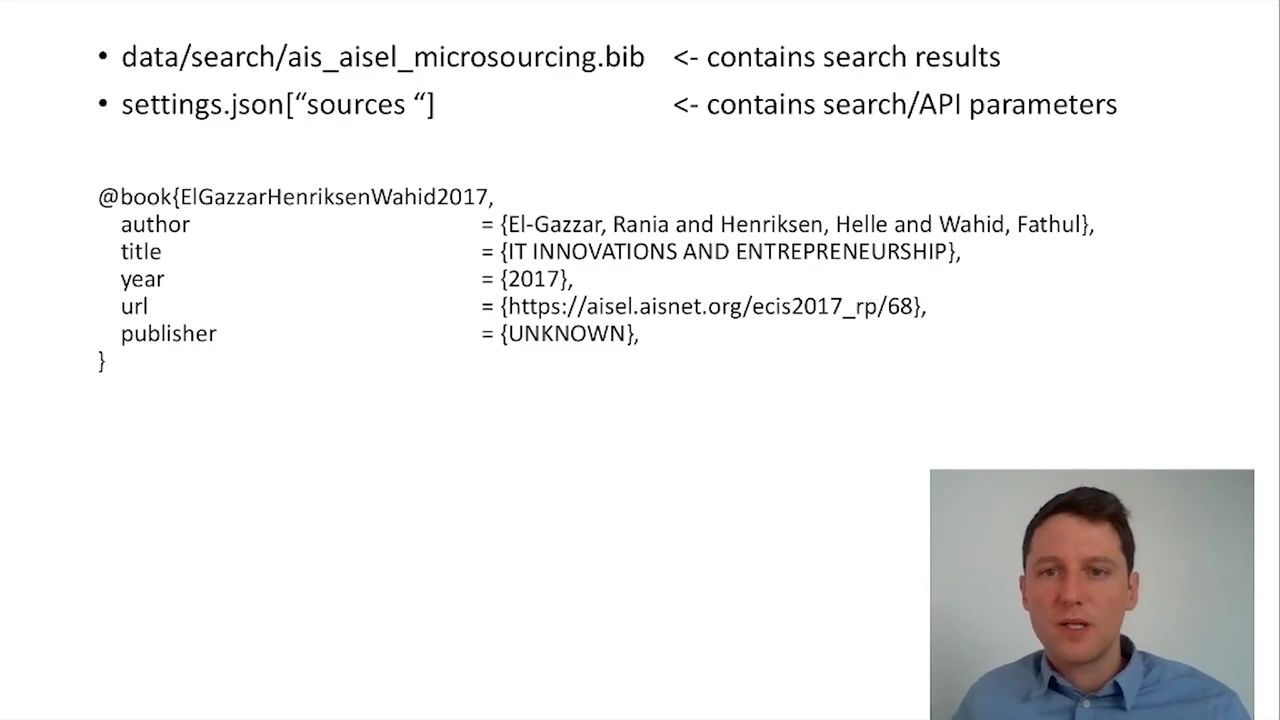 • data/search/ais_aisel_microsourcing.bib <- contains search results
• settings.json[“sources “] <- contains search/API parameters
@book{ElGazzarHenriksenWahid2017,
author = {El-Gazzar, Rania and Henriksen, Helle and Wahid, Fathul},
title = {IT INNOVATIONS AND ENTREPRENEURSHIP},
year = {2017},
url = {https://aisel.aisnet.org/ecis2017_rp/68},
publisher = {UNKNOWN},
}